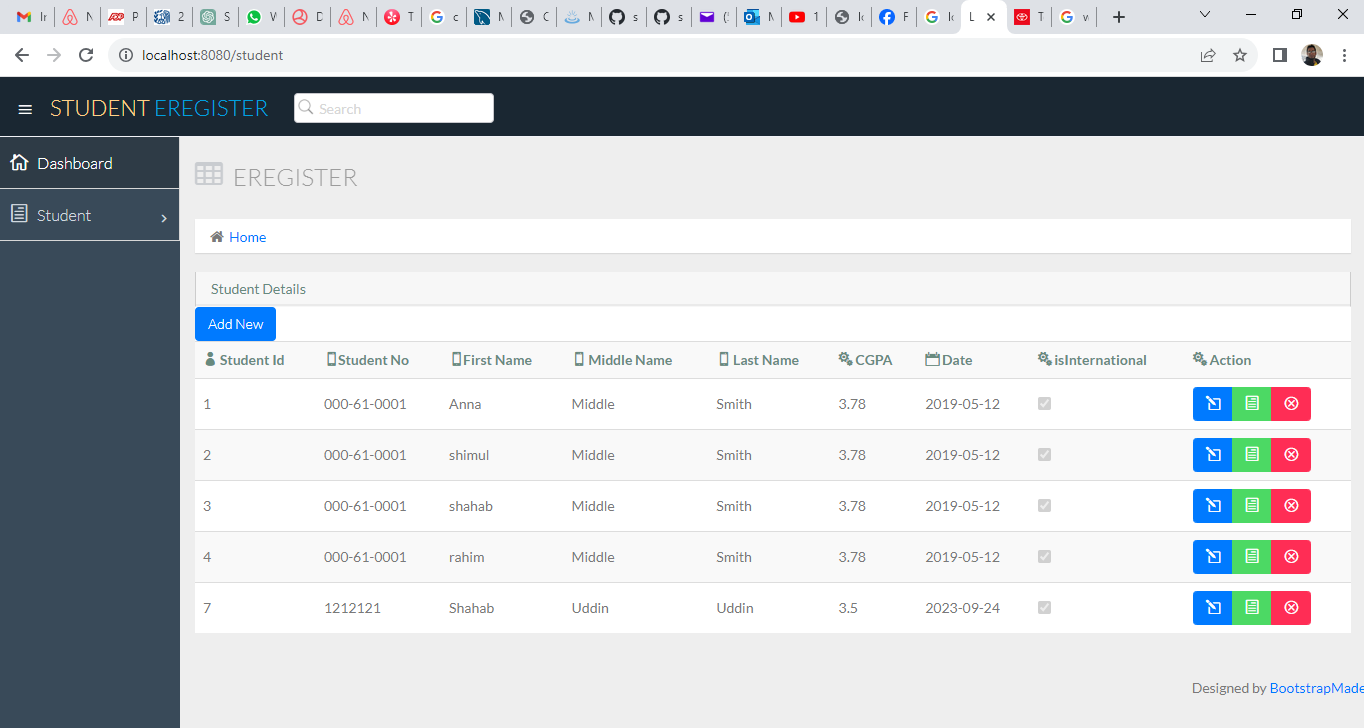 localhost:8080/student
STUDENT EREGISTER Search
Dashboard
Student
EREGISTER
Home
Student Details
Add New
Student Id Student No First Name Middle Name Last Name CGPA Date isInternational Action
1 000-61-0001 Anna Middle Smith 3.78 2019-05-12
2 000-61-0001 shimul Middle Smith 3.78 2019-05-12
3 000-61-0001 shahab Middle Smith 3.78 2019-05-12
4 000-61-0001 rahim Middle Smith 3.78 2019-05-12
7 1212121 Shahab Uddin Uddin 3.5 2023-09-24
Designed by BootstrapMade